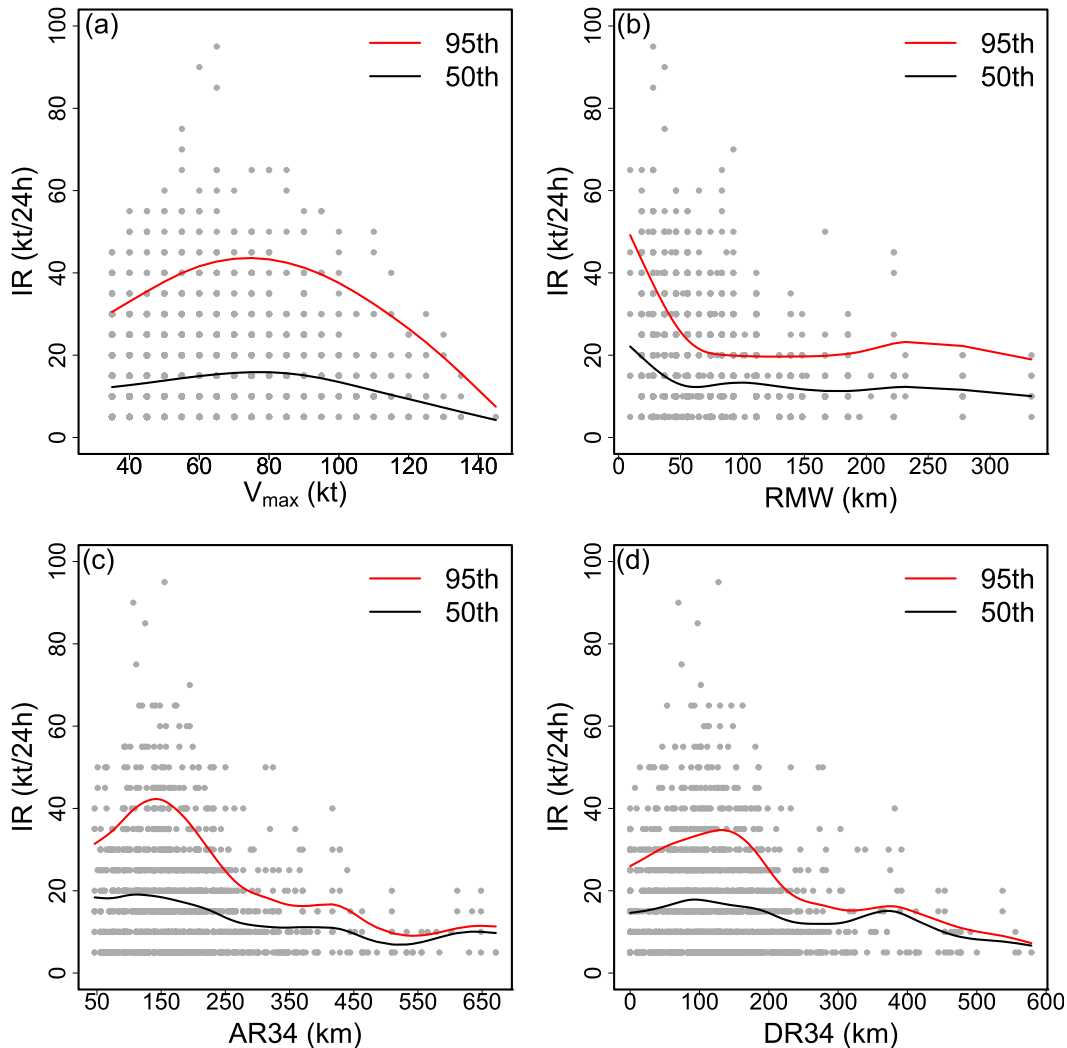 (a)
95th
50th
IR (kt/24h)
0 20 40 60 80 100
40 60 80 100 120 140
Vmax (kt)
(b)
95th
50th
IR (kt/24h)
0 20 40 60 80 100
0 50 100 150 200 250 300
RMW (km)
(c)
95th
50th
IR (kt/24h)
0 20 40 60 80 100
50 150 250 350 450 550 650
AR34 (km)
(d)
95th
50th
IR (kt/24h)
0 20 40 60 80 100
0 100 200 300 400 500 600
DR34 (km)